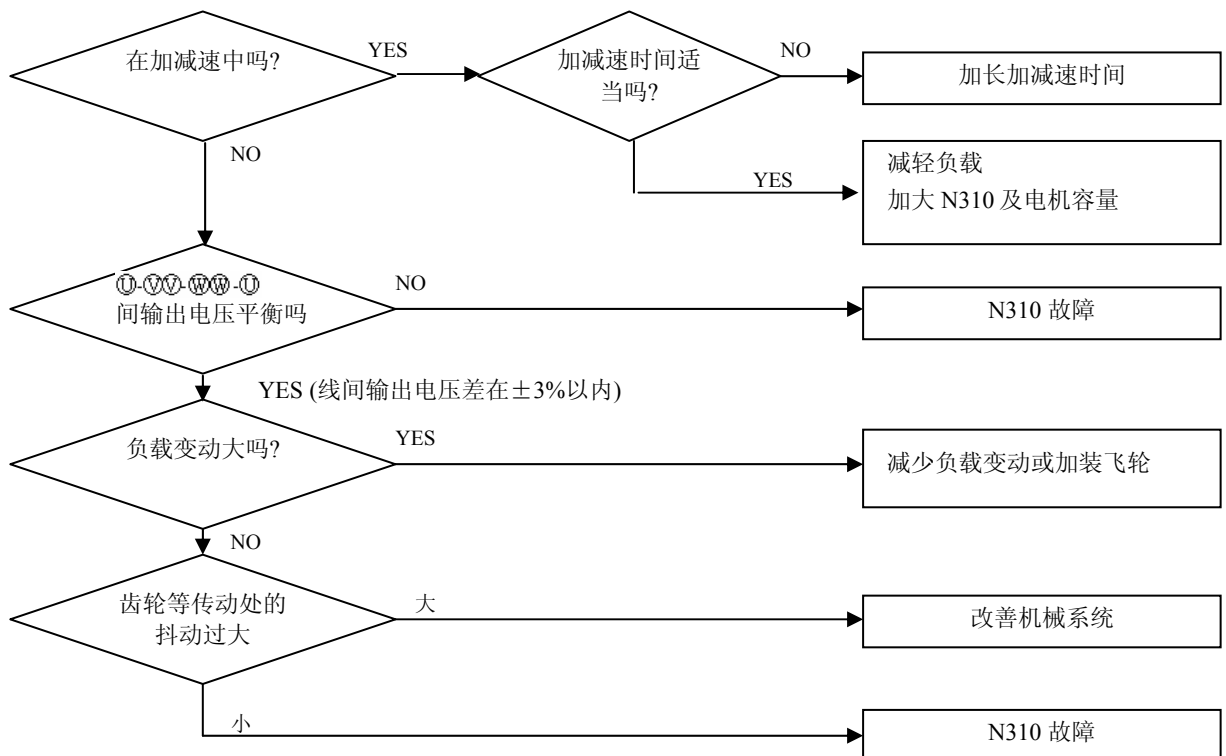 在加减速中吗?
YES
加减速时间适
当吗?
NO
加长加减速时间
NO
YES
减轻负载
加大 N310 及电机容量
Ⓤ-ⓋⓋ-ⓌⓌ-Ⓤ
间输出电压平衡吗
NO
N310 故障
YES (线间输出电压差在±3%以内)
负载变动大吗?
YES
减少负载变动或加装飞轮
NO
齿轮等传动处的
抖动过大
大
改善机械系统
小
N310 故障